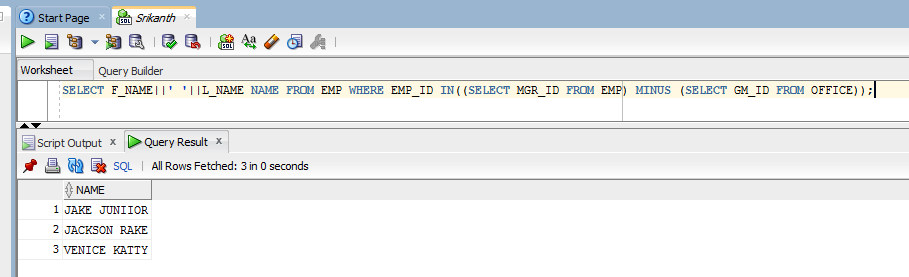 Start Page
Srikanth
SQL
Aa
Worksheet
Query Builder
SELECT F_NAME||' '||L_NAME NAME FROM EMP WHERE EMP_ID IN((SELECT MGR_ID FROM EMP) MINUS (SELECT GM_ID FROM OFFICE));
Script Output x
Query Result x
SQL | All Rows Fetched: 3 in 0 seconds
NAME
1 JAKE JUNIIOR
2 JACKSON RAKE
3 VENICE KATTY